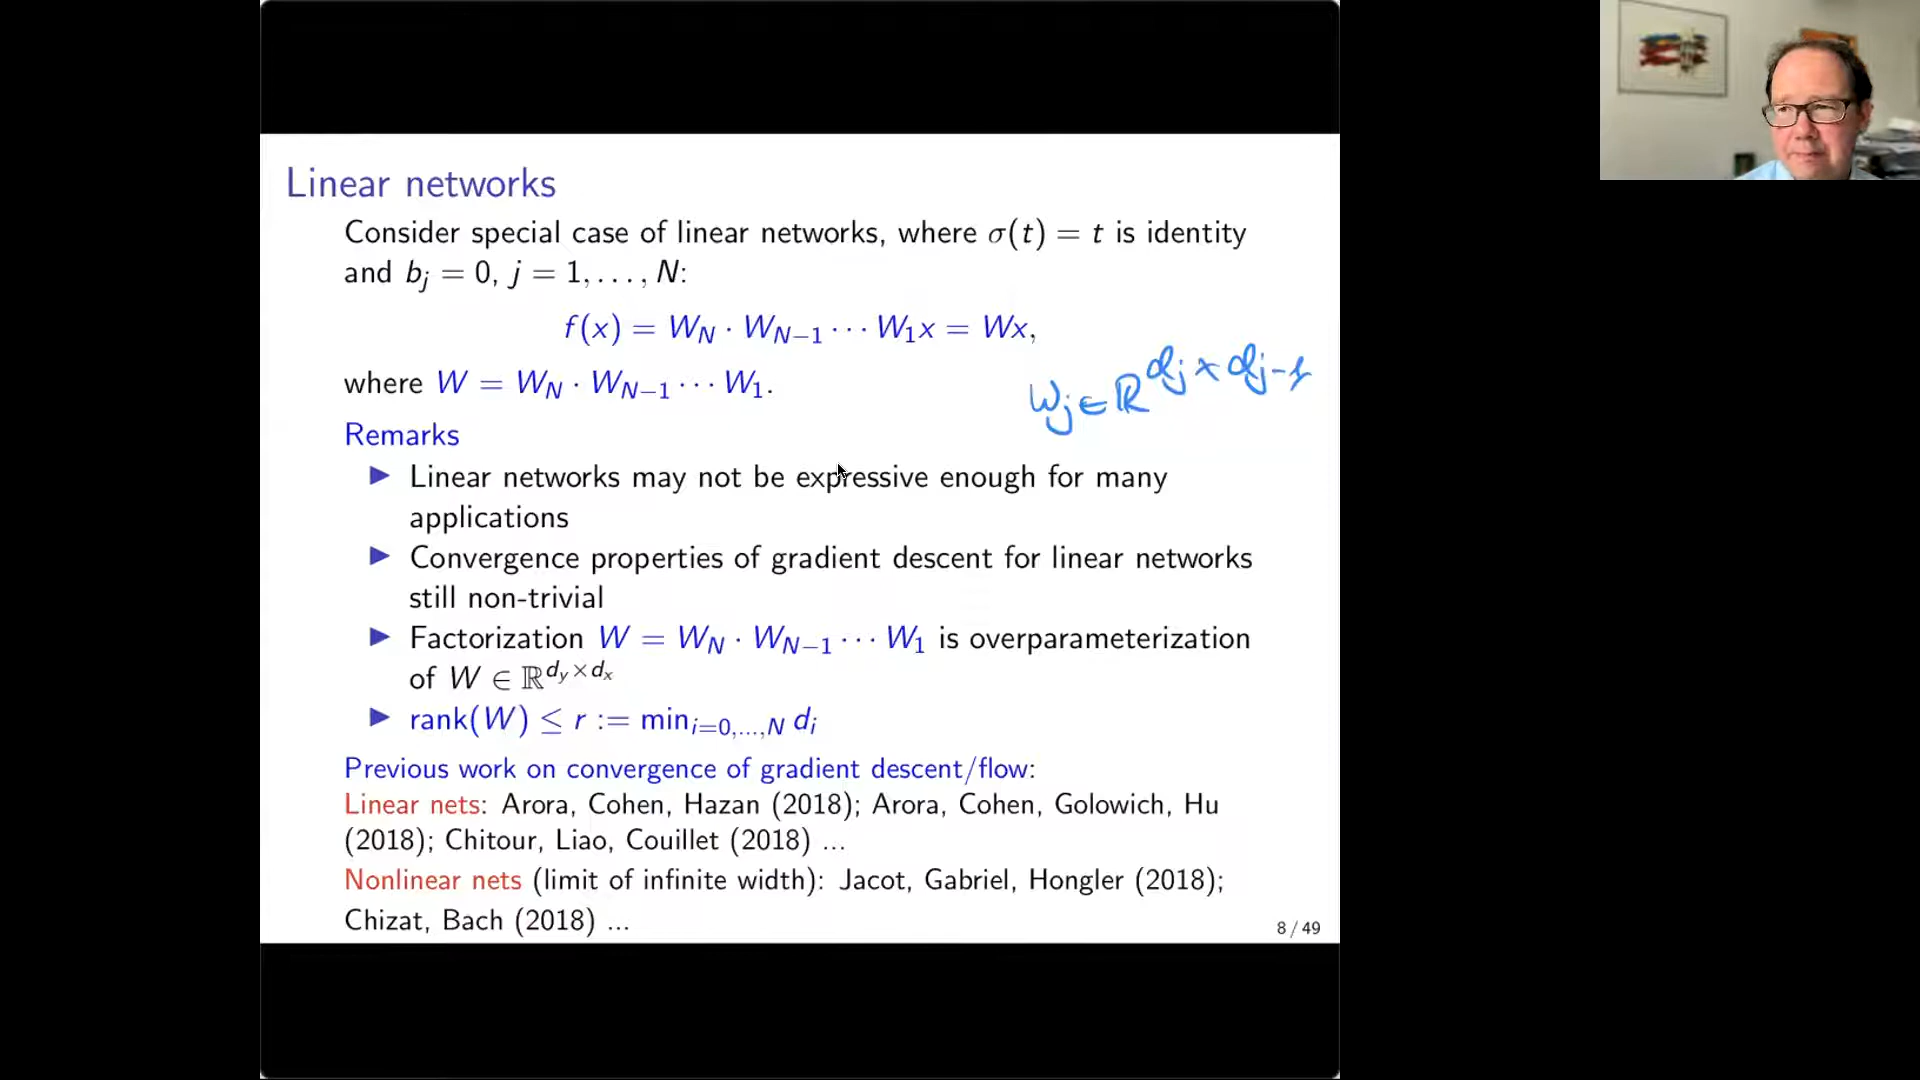 Linear networks
Consider special case of linear networks, where σ(t) = t is identity
and b_j = 0, j = 1, . . . , N:
f(x) = W_N · W_{N−1} · · · W_1x = Wx,
where W = W_N · W_{N−1} · · · W_1.
W_j ∈ ℝ^{d_j × d_{j−1}}
Remarks
▶ Linear networks may not be expressive enough for many
applications
▶ Convergence properties of gradient descent for linear networks
still non-trivial
▶ Factorization W = W_N · W_{N−1} · · · W_1 is overparameterization
of W ∈ ℝ^{d_y×d_x}
▶ rank(W) ≤ r := min_{i=0,...,N} d_i
Previous work on convergence of gradient descent/flow:
Linear nets: Arora, Cohen, Hazan (2018); Arora, Cohen, Golowich, Hu
(2018); Chitour, Liao, Couillet (2018) ...
Nonlinear nets (limit of infinite width): Jacot, Gabriel, Hongler (2018);
Chizat, Bach (2018) ...
8 / 49